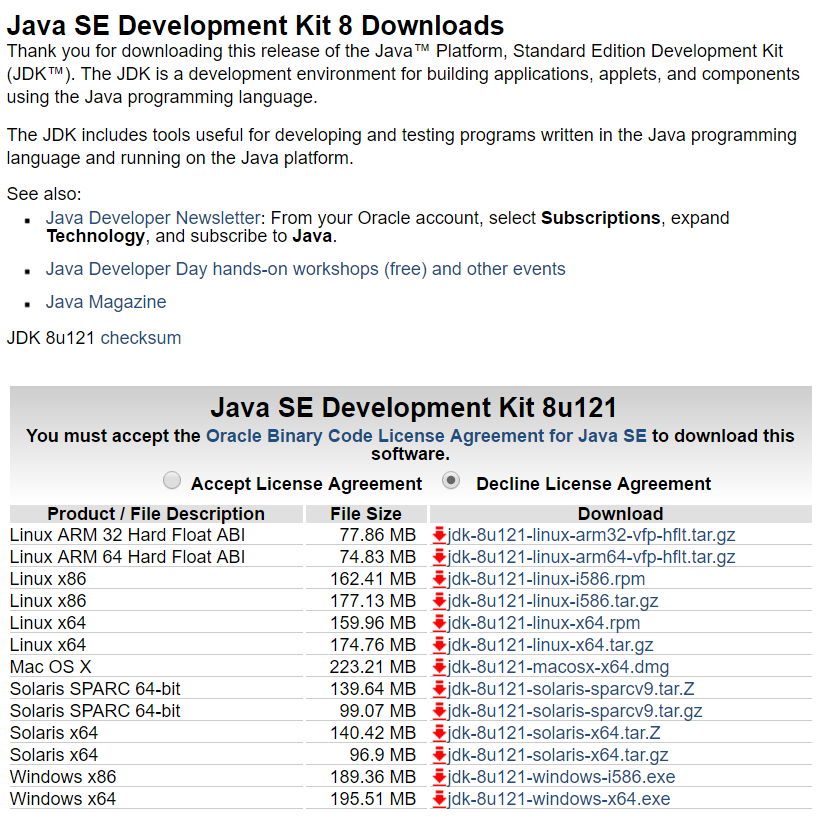 Java SE Development Kit 8 Downloads
Thank you for downloading this release of the Java™ Platform, Standard Edition Development Kit
(JDK™). The JDK is a development environment for building applications, applets, and components
using the Java programming language.
The JDK includes tools useful for developing and testing programs written in the Java programming
language and running on the Java platform.
See also:
Java Developer Newsletter: From your Oracle account, select Subscriptions, expand
Technology, and subscribe to Java.
Java Developer Day hands-on workshops (free) and other events
Java Magazine
JDK 8u121 checksum
Java SE Development Kit 8u121
You must accept the Oracle Binary Code License Agreement for Java SE to download this
software.
Accept License Agreement Decline License Agreement
Product / File Description File Size Download
Linux ARM 32 Hard Float ABI 77.86 MB jdk-8u121-linux-arm32-vfp-hflt.tar.gz
Linux ARM 64 Hard Float ABI 74.83 MB jdk-8u121-linux-arm64-vfp-hflt.tar.gz
Linux x86 162.41 MB jdk-8u121-linux-i586.rpm
Linux x86 177.13 MB jdk-8u121-linux-i586.tar.gz
Linux x64 159.96 MB jdk-8u121-linux-x64.rpm
Linux x64 174.76 MB jdk-8u121-linux-x64.tar.gz
Mac OS X 223.21 MB jdk-8u121-macosx-x64.dmg
Solaris SPARC 64-bit 139.64 MB jdk-8u121-solaris-sparcv9.tar.Z
Solaris SPARC 64-bit 99.07 MB jdk-8u121-solaris-sparcv9.tar.gz
Solaris x64 140.42 MB jdk-8u121-solaris-x64.tar.Z
Solaris x64 96.9 MB jdk-8u121-solaris-x64.tar.gz
Windows x86 189.36 MB jdk-8u121-windows-i586.exe
Windows x64 195.51 MB jdk-8u121-windows-x64.exe